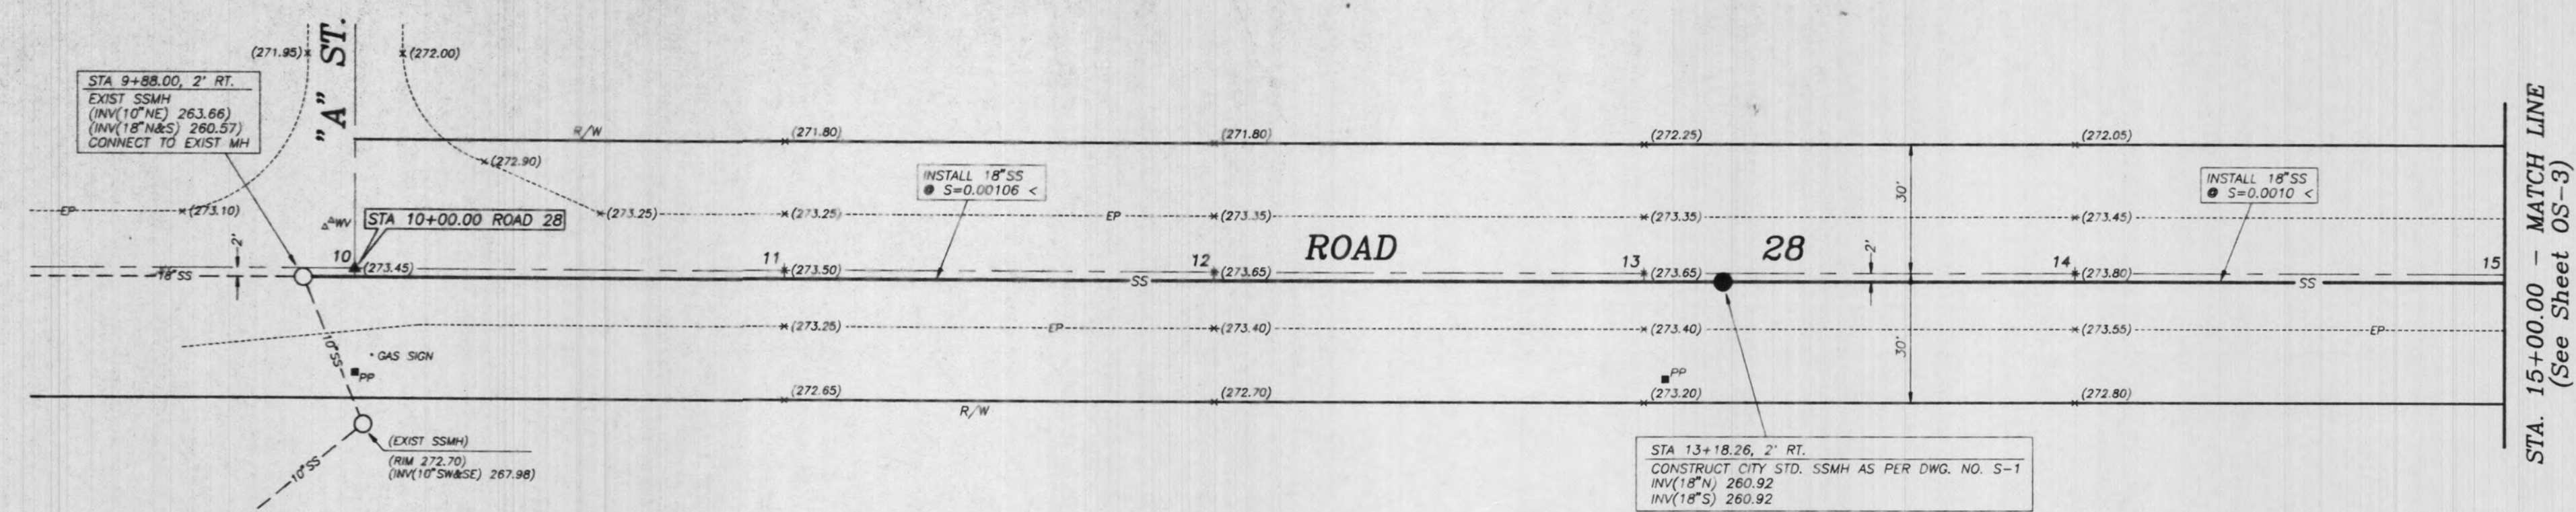 "A" ST.
(271.95)
(272.00)
STA 9+88.00, 2' RT.
EXIST SSMH
(INV(10"NE) 263.66)
(INV(18"N&S) 260.57)
CONNECT TO EXIST MH
R/W
(271.80)
(271.80)
(272.25)
(272.05)
(272.90)
INSTALL 18"SS
@ S=0.00106 <
INSTALL 18"SS
@ S=0.0010 <
30'
EP
(273.10)
WV
STA 10+00.00 ROAD 28
(273.25)
(273.25)
EP
(273.35)
(273.35)
(273.45)
2'
ROAD 28
2'
10
11
12
13
14
15
(273.45)
(273.50)
(273.65)
(273.65)
(273.80)
18"SS
SS
SS
(273.25)
EP
(273.40)
(273.40)
(273.55)
EP
10"SS
GAS SIGN
PP
30'
PP
(272.65)
R/W
(272.70)
(273.20)
(272.80)
(EXIST SSMH)
(RIM 272.70)
(INV(10"SW&SE) 267.98)
10"SS
STA 13+18.26, 2' RT.
CONSTRUCT CITY STD. SSMH AS PER DWG. NO. S-1
INV(18"N) 260.92
INV(18"S) 260.92
STA. 15+00.00 - MATCH LINE
(See Sheet OS-3)